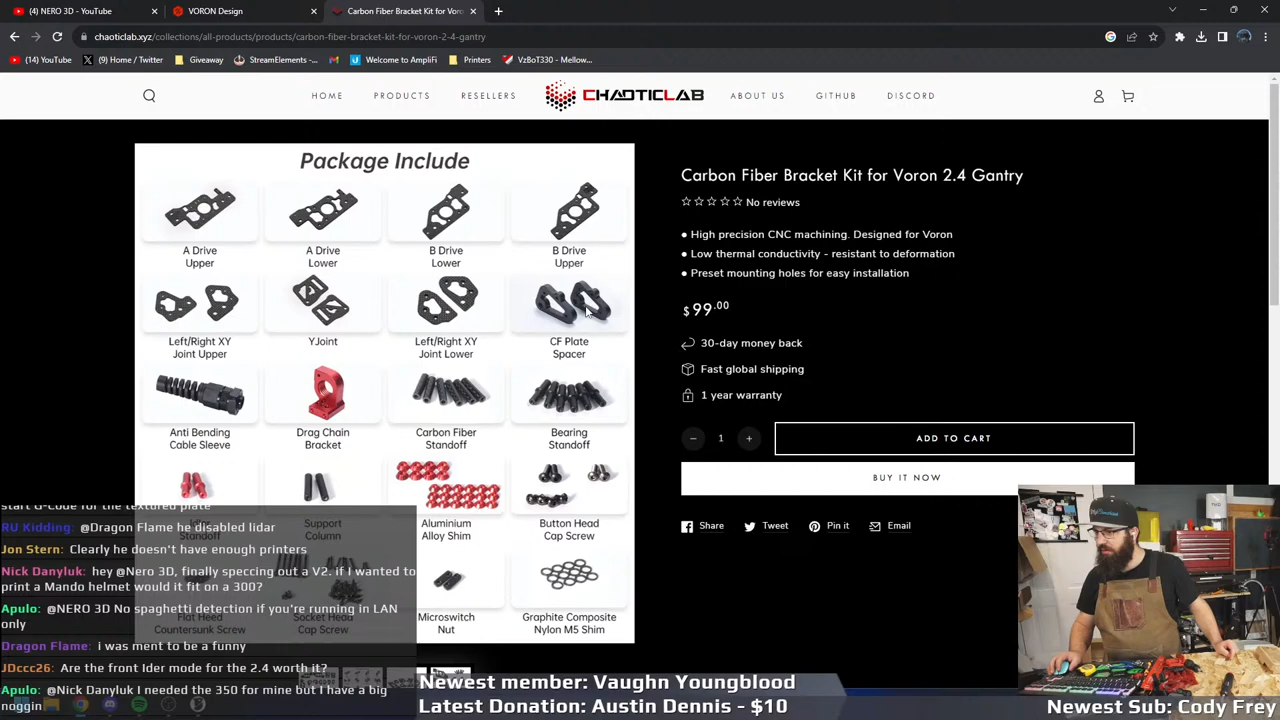 (4) NERO 3D - YouTube
VORON Design
Carbon Fiber Bracket Kit for Voro
chaoticlab.xyz/collections/all-products/products/carbon-fiber-bracket-kit-for-voron-2-4-gantry
(14) YouTube
(3) Home / Twitter
Giveaway
StreamElements -...
Welcome to AmpliFi
Printers
VzBoT330 - Mellow...
HOME
PRODUCTS
RESELLERS
CHAOTICLAB
ABOUT US
GITHUB
DISCORD
Package Include
A Drive Upper
A Drive Lower
B Drive Lower
B Drive Upper
Left/Right XY Joint Upper
YJoint
Left/Right XY Joint Lower
CF Plate Spacer
Anti Bending Cable Sleeve
Drag Chain Bracket
Carbon Fiber Standoff
Bearing Standoff
Support Column
Aluminium Alloy Shim
Button Head Cap Screw
Flat Head Countersunk Screw
Socket Head Cap Screw
Microswitch Nut
Graphite Composite Nylon M5 Shim
Carbon Fiber Bracket Kit for Voron 2.4 Gantry
No reviews
● High precision CNC machining. Designed for Voron
● Low thermal conductivity - resistant to deformation
● Preset mounting holes for easy installation
$99.00
30-day money back
Fast global shipping
1 year warranty
− 1 +
ADD TO CART
BUY IT NOW
Share
Tweet
Pin it
Email
start G-Code for the textured plate
RU Kidding: @Dragon Flame he disabled lidar
Jon Stern: Clearly he doesn't have enough printers
Nick Danyluk: hey @Nero 3D, finally speccing out a V2. if I wanted to
print a Mando helmet would it fit on a 300?
Apulo: @NERO 3D No spaghetti detection if you're running in LAN
only
Dragon Flame: i was ment to be a funny
JDccc26: Are the front Ider mode for the 2.4 worth it?
Apulo: @Nick Danyluk I needed the 350 for mine but I have a big
noggin
Newest member: Vaughn Youngblood
Latest Donation: Austin Dennis - $10
Newest Sub: Cody Frey